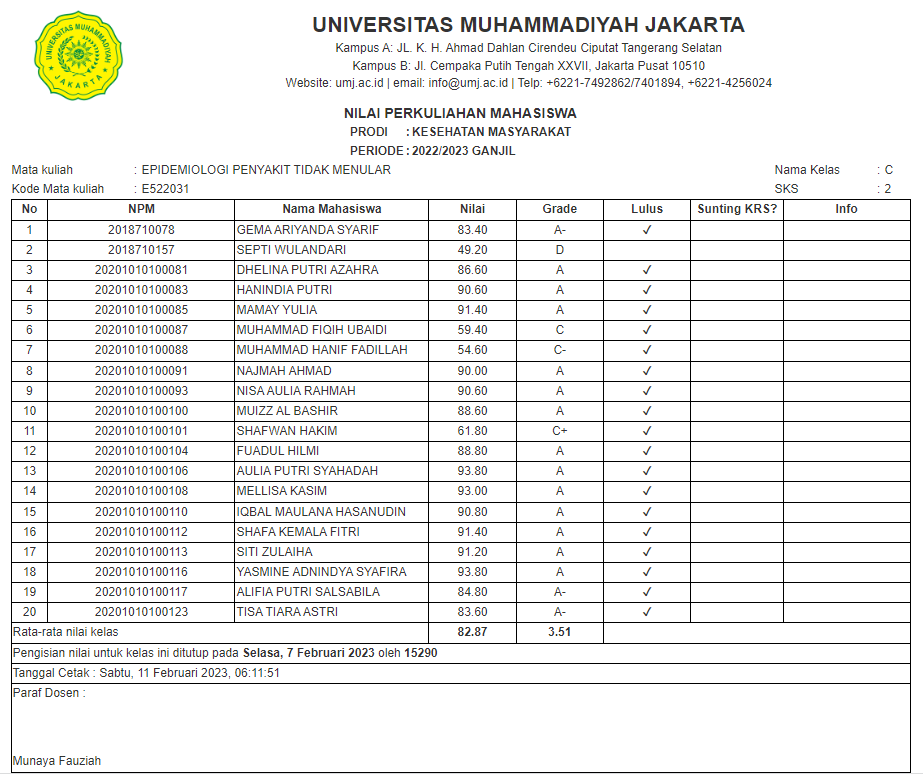 UNIVERSITAS MUHAMMADIYAH JAKARTA
Kampus A: JL. K. H. Ahmad Dahlan Cirendeu Ciputat Tangerang Selatan
Kampus B: Jl. Cempaka Putih Tengah XXVII, Jakarta Pusat 10510
Website: umj.ac.id | email: info@umj.ac.id | Telp: +6221-7492862/7401894, +6221-4256024
UNIVERSITAS MUHAMMADIYAH
JAKARTA
NILAI PERKULIAHAN MAHASISWA
PRODI : KESEHATAN MASYARAKAT
PERIODE : 2022/2023 GANJIL
Mata kuliah : EPIDEMIOLOGI PENYAKIT TIDAK MENULAR Nama Kelas : C
Kode Mata kuliah : E522031 SKS : 2
No NPM Nama Mahasiswa Nilai Grade Lulus Sunting KRS? Info
1 2018710078 GEMA ARIYANDA SYARIF 83.40 A- ✓
2 2018710157 SEPTI WULANDARI 49.20 D
3 20201010100081 DHELINA PUTRI AZAHRA 86.60 A ✓
4 20201010100083 HANINDIA PUTRI 90.60 A ✓
5 20201010100085 MAMAY YULIA 91.40 A ✓
6 20201010100087 MUHAMMAD FIQIH UBAIDI 59.40 C ✓
7 20201010100088 MUHAMMAD HANIF FADILLAH 54.60 C- ✓
8 20201010100091 NAJMAH AHMAD 90.00 A ✓
9 20201010100093 NISA AULIA RAHMAH 90.60 A ✓
10 20201010100100 MUIZZ AL BASHIR 88.60 A ✓
11 20201010100101 SHAFWAN HAKIM 61.80 C+ ✓
12 20201010100104 FUADUL HILMI 88.80 A ✓
13 20201010100106 AULIA PUTRI SYAHADAH 93.80 A ✓
14 20201010100108 MELLISA KASIM 93.00 A ✓
15 20201010100110 IQBAL MAULANA HASANUDIN 90.80 A ✓
16 20201010100112 SHAFA KEMALA FITRI 91.40 A ✓
17 20201010100113 SITI ZULAIHA 91.20 A ✓
18 20201010100116 YASMINE ADNINDYA SYAFIRA 93.80 A ✓
19 20201010100117 ALIFIA PUTRI SALSABILA 84.80 A- ✓
20 20201010100123 TISA TIARA ASTRI 83.60 A- ✓
Rata-rata nilai kelas 82.87 3.51
Pengisian nilai untuk kelas ini ditutup pada Selasa, 7 Februari 2023 oleh 15290
Tanggal Cetak : Sabtu, 11 Februari 2023, 06:11:51
Paraf Dosen :
Munaya Fauziah